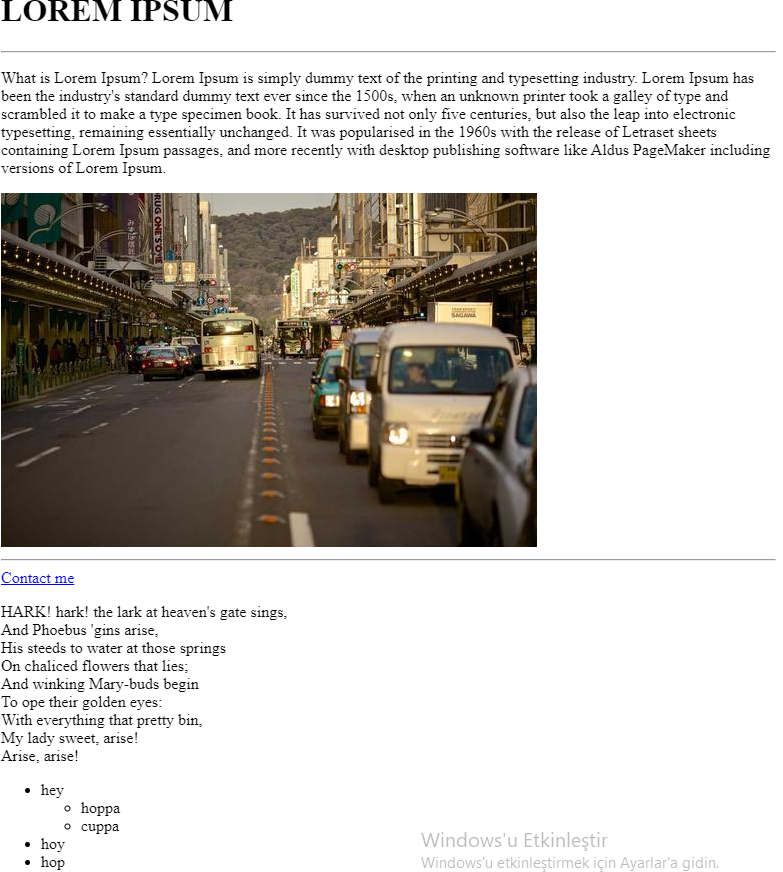 LOREM IPSUM
What is Lorem Ipsum? Lorem Ipsum is simply dummy text of the printing and typesetting industry. Lorem Ipsum has
been the industry's standard dummy text ever since the 1500s, when an unknown printer took a galley of type and
scrambled it to make a type specimen book. It has survived not only five centuries, but also the leap into electronic
typesetting, remaining essentially unchanged. It was popularised in the 1960s with the release of Letraset sheets
containing Lorem Ipsum passages, and more recently with desktop publishing software like Aldus PageMaker including
versions of Lorem Ipsum.
SAGAWA
Contact me
HARK! hark! the lark at heaven's gate sings,
And Phoebus 'gins arise,
His steeds to water at those springs
On chaliced flowers that lies;
And winking Mary-buds begin
To ope their golden eyes:
With everything that pretty bin,
My lady sweet, arise!
Arise, arise!
hey
hoppa
cuppa
hoy
hop
Windows'u Etkinleştir
Windows'u etkinleştirmek için Ayarlar'a gidin.